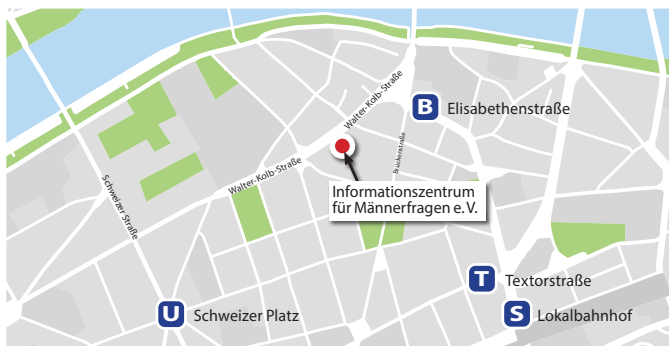 Walter-Kolb-Straße
B Elisabethenstraße
Brückenstraße
Walter-Kolb-Straße
Schweizer Straße
Informationszentrum
für Männerfragen e.V.
T Textorstraße
U Schweizer Platz
S Lokalbahnhof